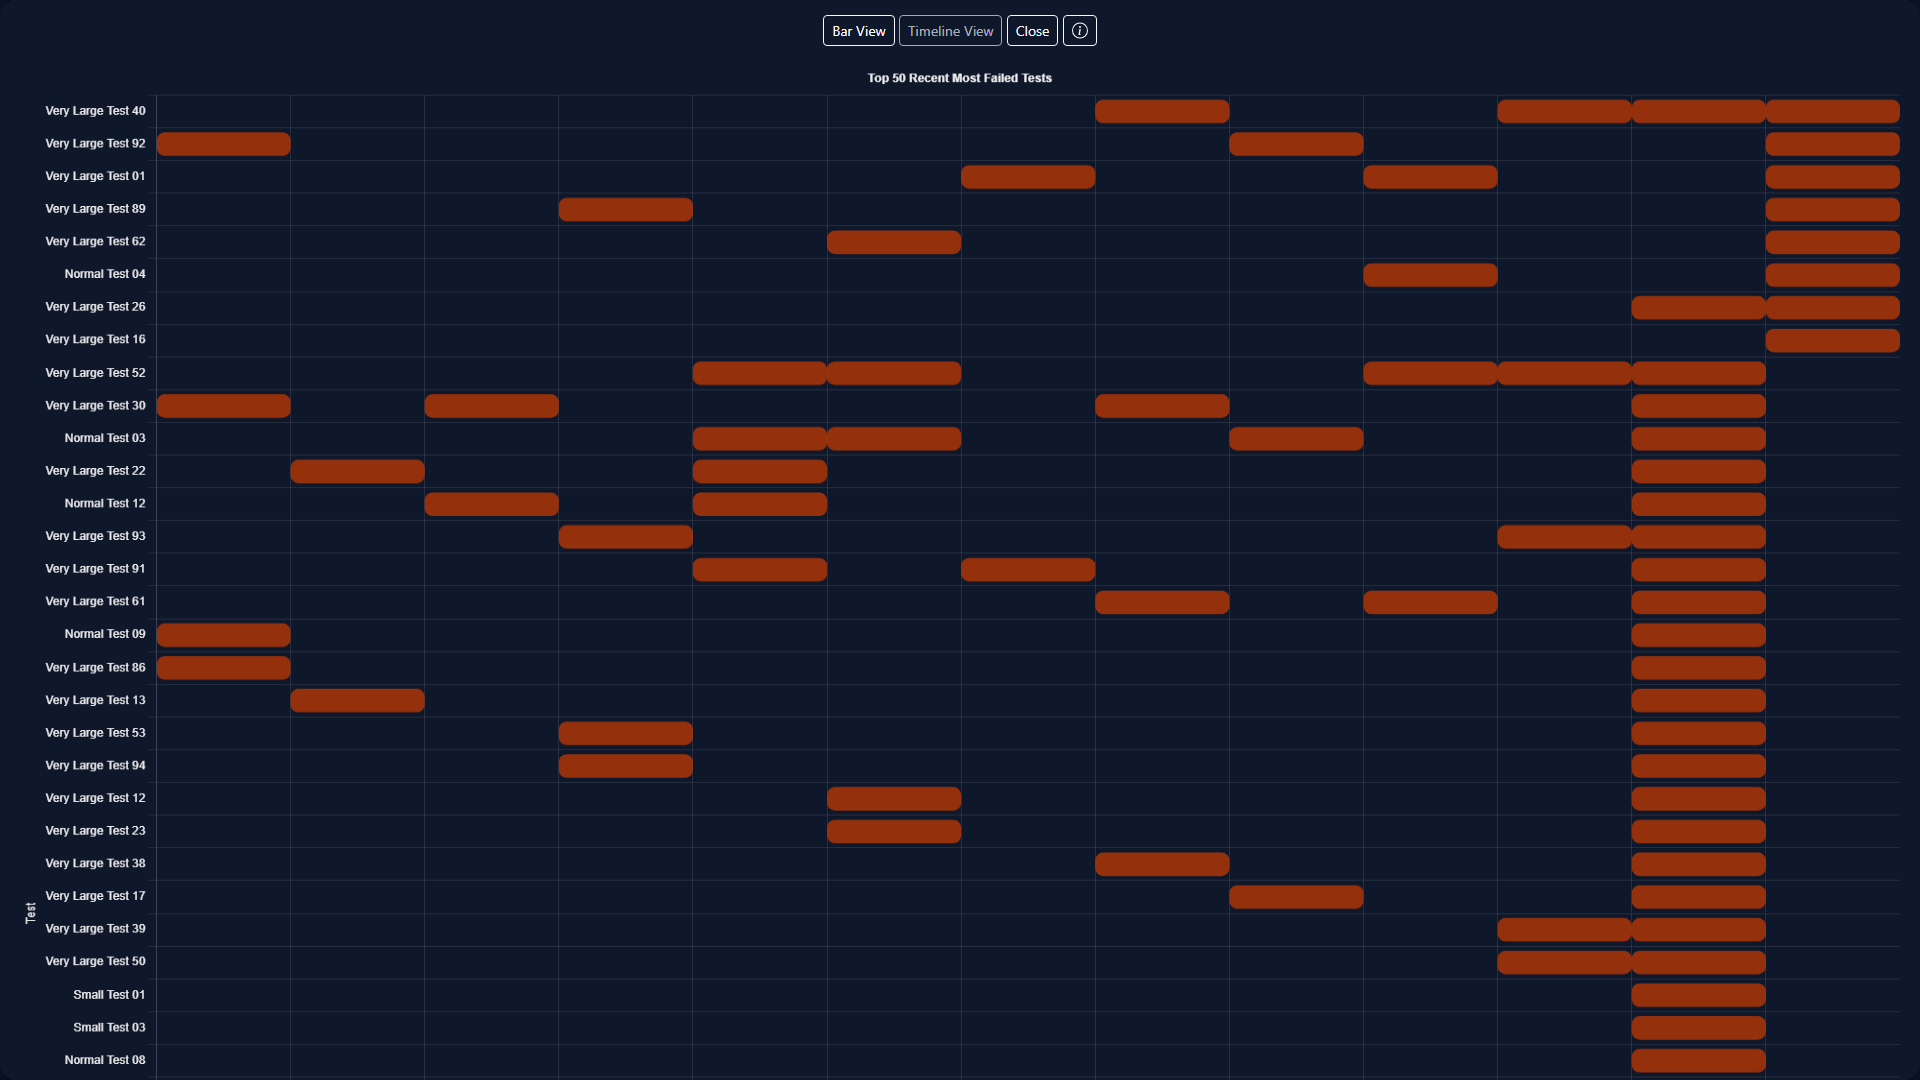 Bar View Timeline View Close
Top 50 Recent Most Failed Tests
Very Large Test 40
Very Large Test 92
Very Large Test 01
Very Large Test 89
Very Large Test 62
Normal Test 04
Very Large Test 26
Very Large Test 16
Very Large Test 52
Very Large Test 30
Normal Test 03
Very Large Test 22
Normal Test 12
Very Large Test 93
Very Large Test 91
Very Large Test 61
Normal Test 09
Very Large Test 86
Very Large Test 13
Very Large Test 53
Very Large Test 94
Very Large Test 12
Very Large Test 23
Very Large Test 38
Very Large Test 17
Test
Very Large Test 39
Very Large Test 50
Small Test 01
Small Test 03
Normal Test 08